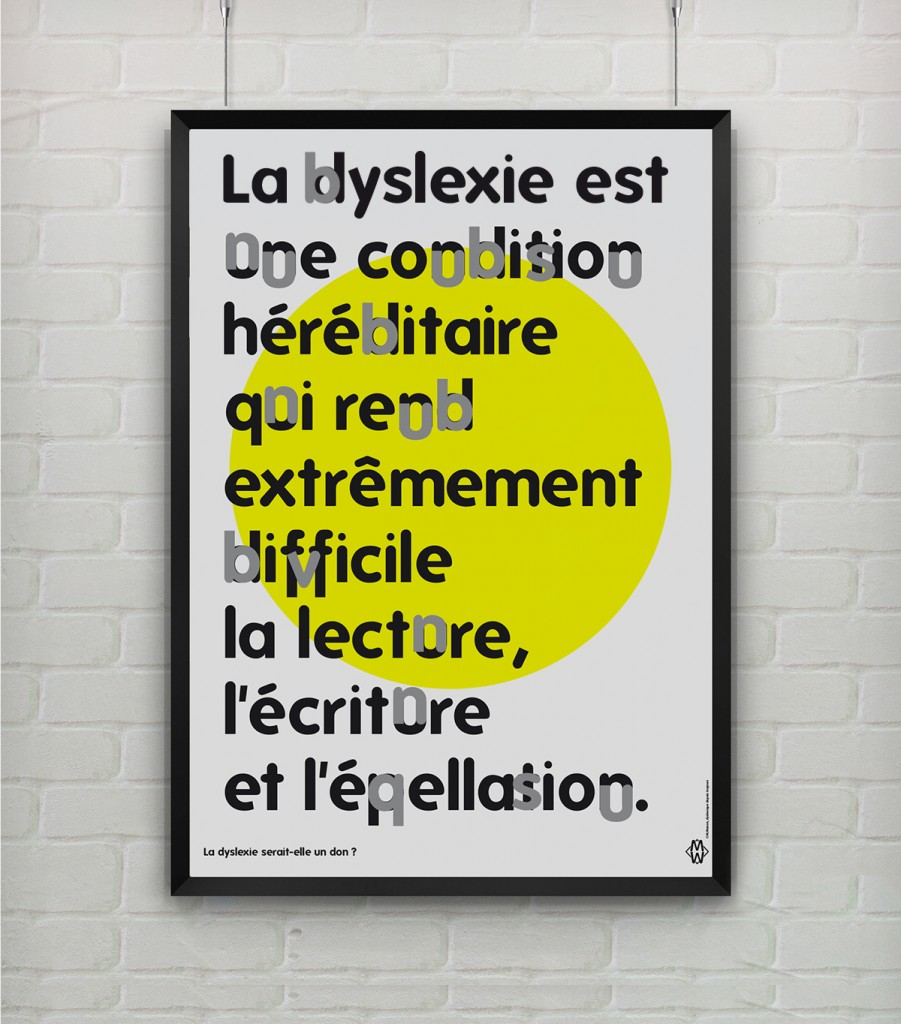 La dyslexie est
une condition
héréditaire
qui rend
extrêmement
difficile
la lecture,
l'écriture
et l'épellation.
La dyslexie serait-elle un don ?